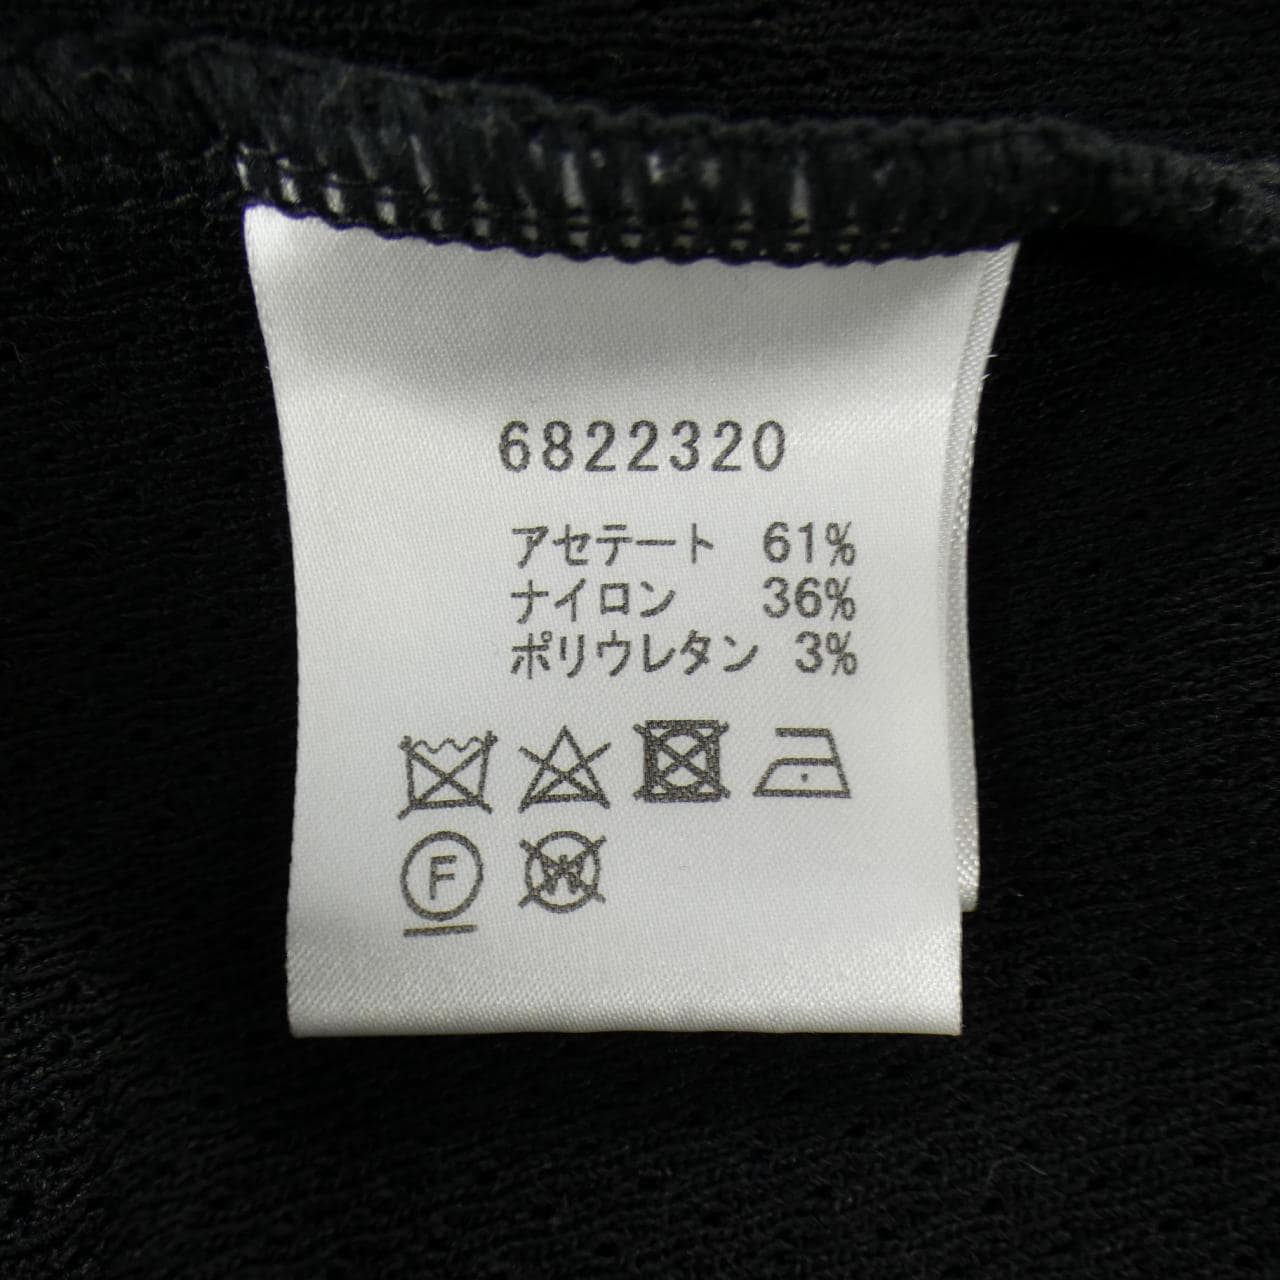 6822320
アセテート 61%
ナイロン 36%
ポリウレタン 3%
F
W